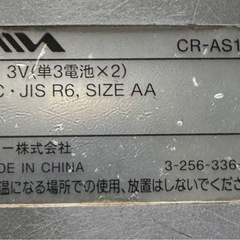 CR-AS1
3V(単3電池×2)
C・JIS R6, SIZE AA
ー株式会社
DE IN CHINA
3-256-336-
温になる場所での使用、放置はしないでくださ